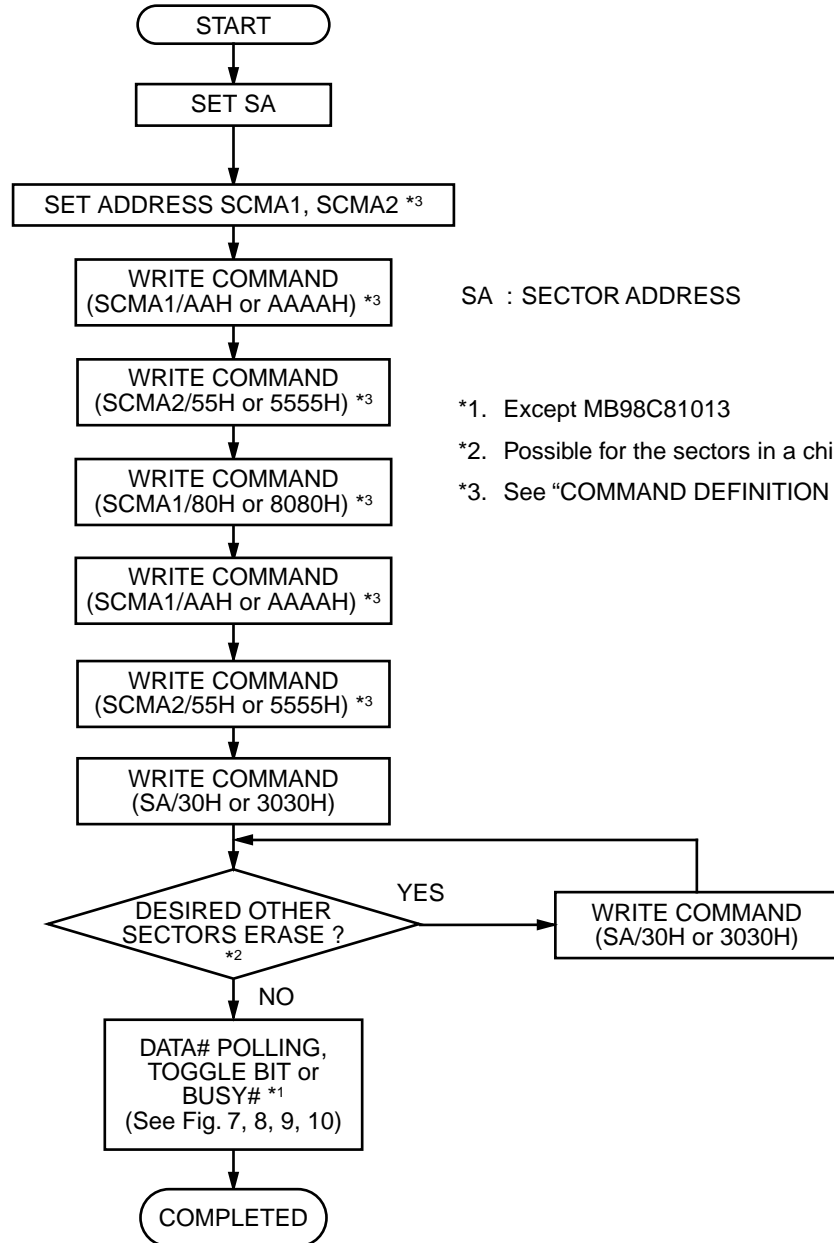 START
SET SA
SET ADDRESS SCMA1, SCMA2 *3
WRITE COMMAND
(SCMA1/AAH or AAAAH) *3
SA : SECTOR ADDRESS
WRITE COMMAND
(SCMA2/55H or 5555H) *3
*1. Except MB98C81013
*2. Possible for the sectors in a chi
*3. See “COMMAND DEFINITION
WRITE COMMAND
(SCMA1/80H or 8080H) *3
WRITE COMMAND
(SCMA1/AAH or AAAAH) *3
WRITE COMMAND
(SCMA2/55H or 5555H) *3
WRITE COMMAND
(SA/30H or 3030H)
DESIRED OTHER
SECTORS ERASE ?
*2
YES
WRITE COMMAND
(SA/30H or 3030H)
NO
DATA# POLLING,
TOGGLE BIT or
BUSY# *1
(See Fig. 7, 8, 9, 10)
COMPLETED